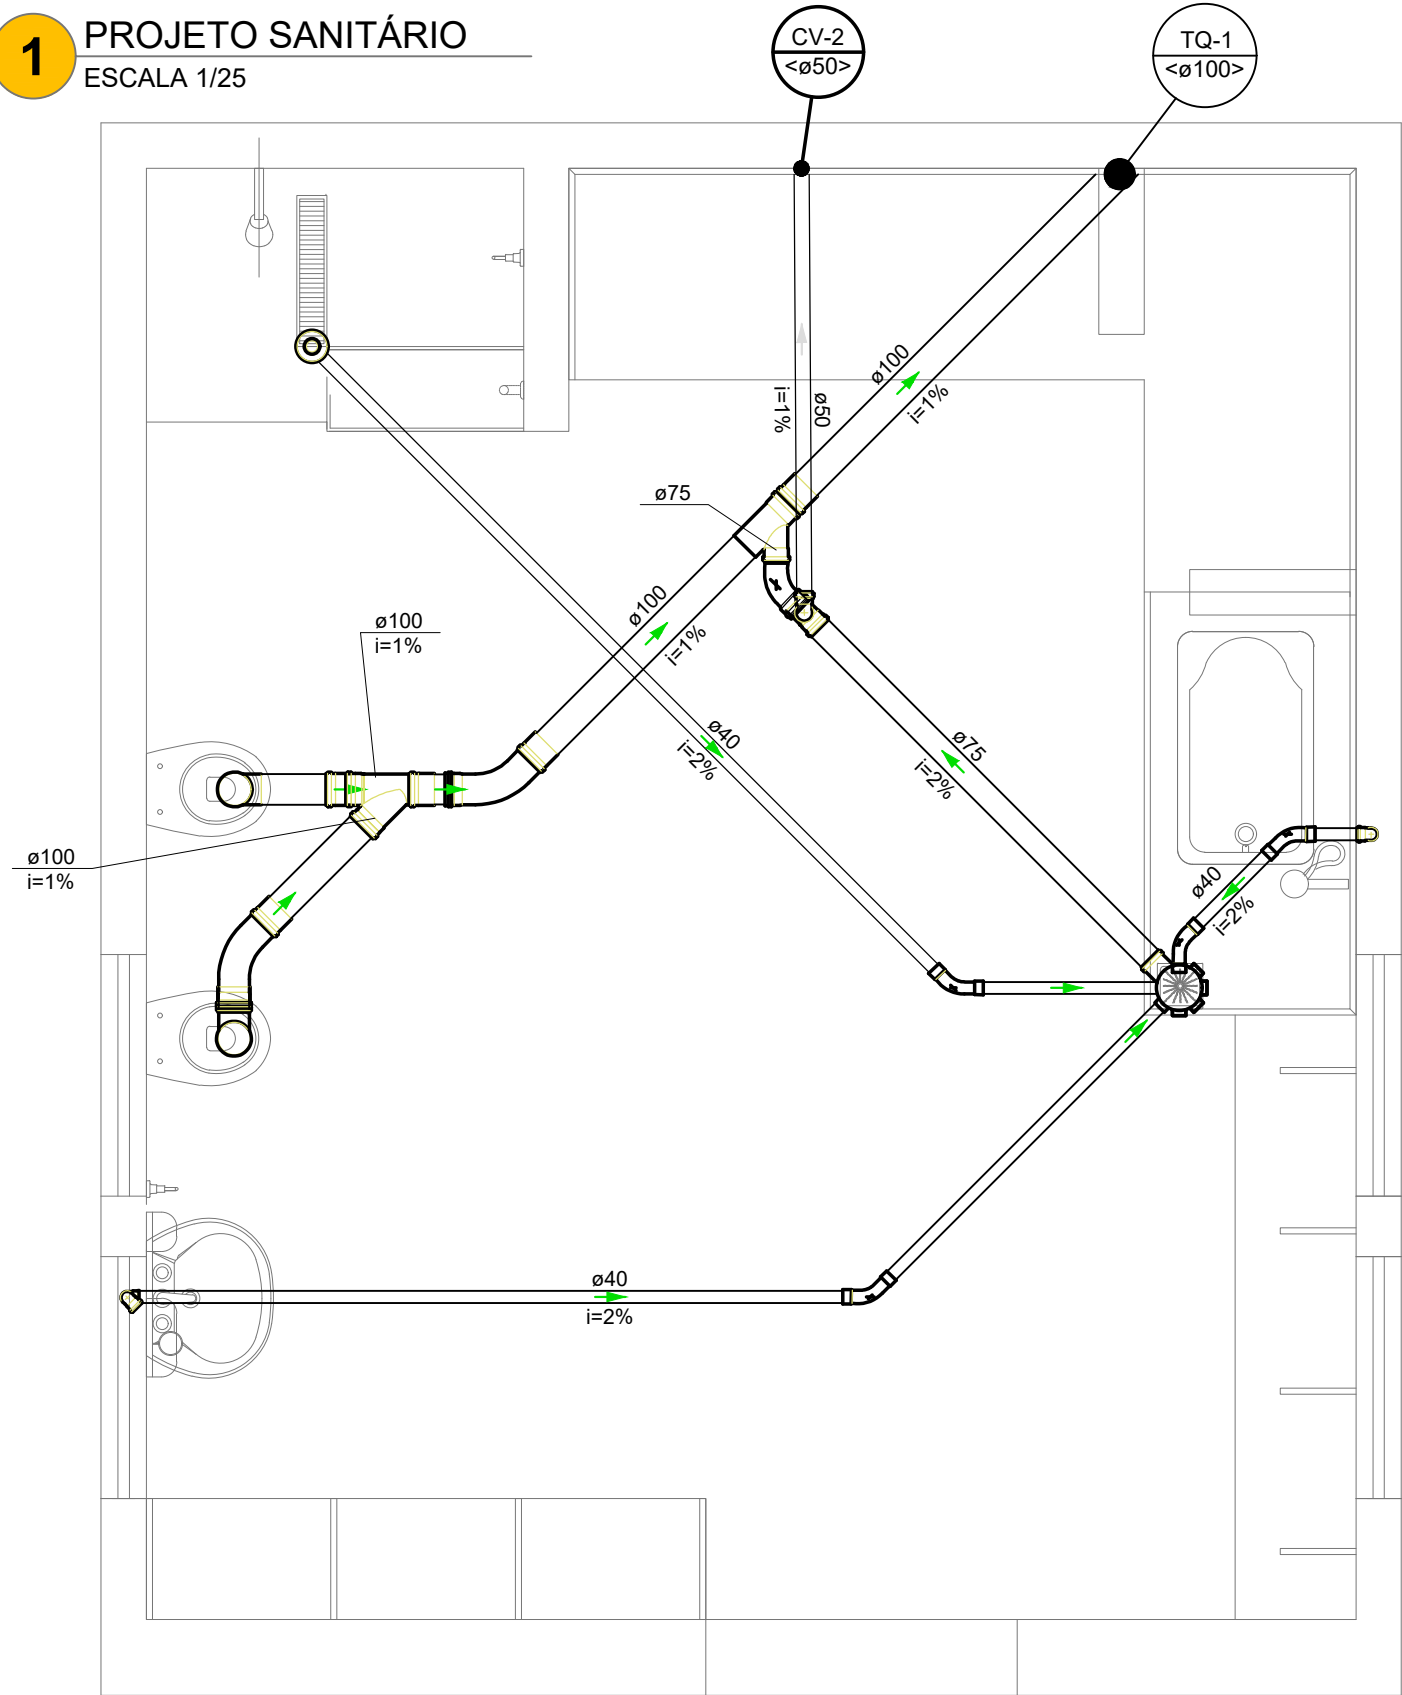 1
PROJETO SANITÁRIO
ESCALA 1/25
CV-2
<ø50>
TQ-1
<ø100>
ø100
i=1%
ø50
i=1%
ø75
ø100
i=1%
ø100
i=1%
ø40
i=2%
ø75
i=2%
ø100
i=1%
ø40
i=2%
ø40
i=2%